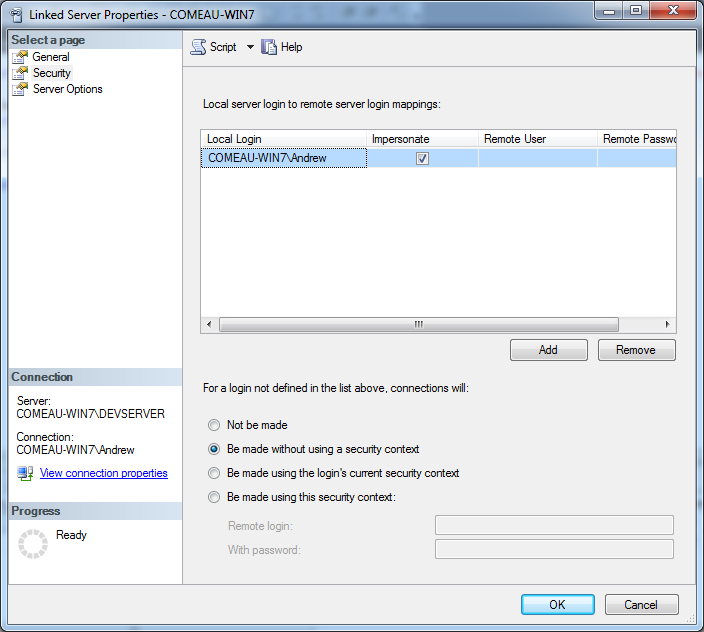 Linked Server Properties - COMEAU-WIN7
Select a page
General
Security
Server Options
Script
Help
Local server login to remote server login mappings:
Local Login Impersonate Remote User Remote Passwo
COMEAU-WIN7\Andrew
Add Remove
For a login not defined in the list above, connections will:
Not be made
Be made without using a security context
Be made using the login's current security context
Be made using this security context:
Remote login:
With password:
Connection
Server:
COMEAU-WIN7\DEVSERVER
Connection:
COMEAU-WIN7\Andrew
View connection properties
Progress
Ready
OK Cancel